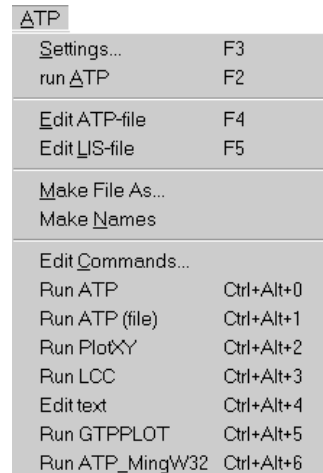 ATP
Settings... F3
run ATP F2
Edit ATP-file F4
Edit LIS-file F5
Make File As...
Make Names
Edit Commands...
Run ATP Ctrl+Alt+0
Run ATP (file) Ctrl+Alt+1
Run PlotXY Ctrl+Alt+2
Run LCC Ctrl+Alt+3
Edit text Ctrl+Alt+4
Run GTPPLOT Ctrl+Alt+5
Run ATP_MingW32 Ctrl+Alt+6